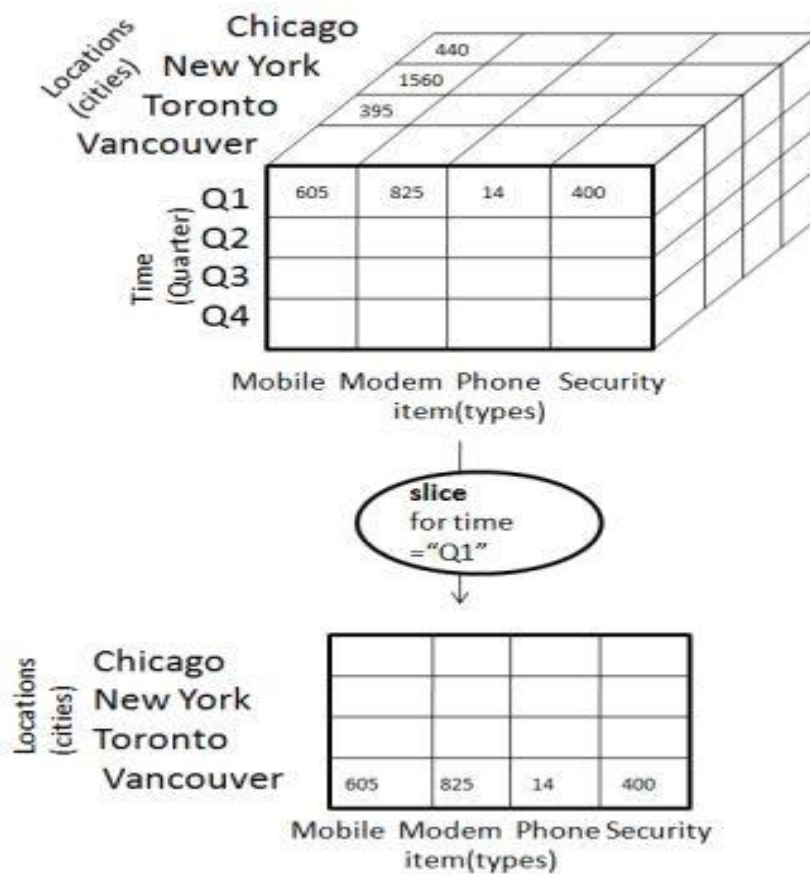 Locations
(cities)
Chicago
New York
Toronto
Vancouver
440
1560
395
Time
(Quarter)
Q1
Q2
Q3
Q4
605 825 14 400
Mobile Modem Phone Security
item(types)
slice
for time
=“Q1”
Locations
(cities)
Chicago
New York
Toronto
Vancouver
605 825 14 400
Mobile Modem Phone Security
item(types)